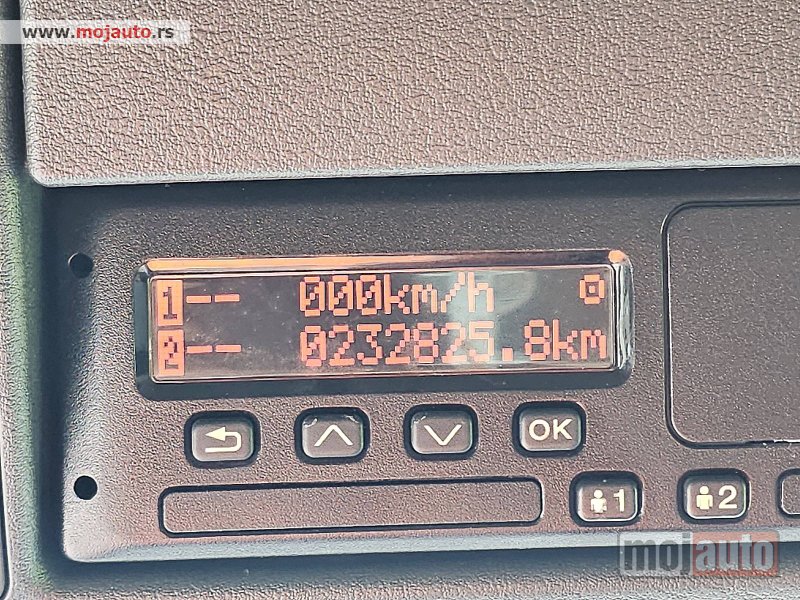 www.mojauto.rs
1-- 000km/h
2-- 0232825.8km
OK
1 2
mojauto